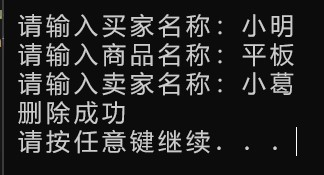 请输入买家名称：小明
请输入商品名称：平板
请输入卖家名称：小葛
删除成功
请按任意键继续. . .